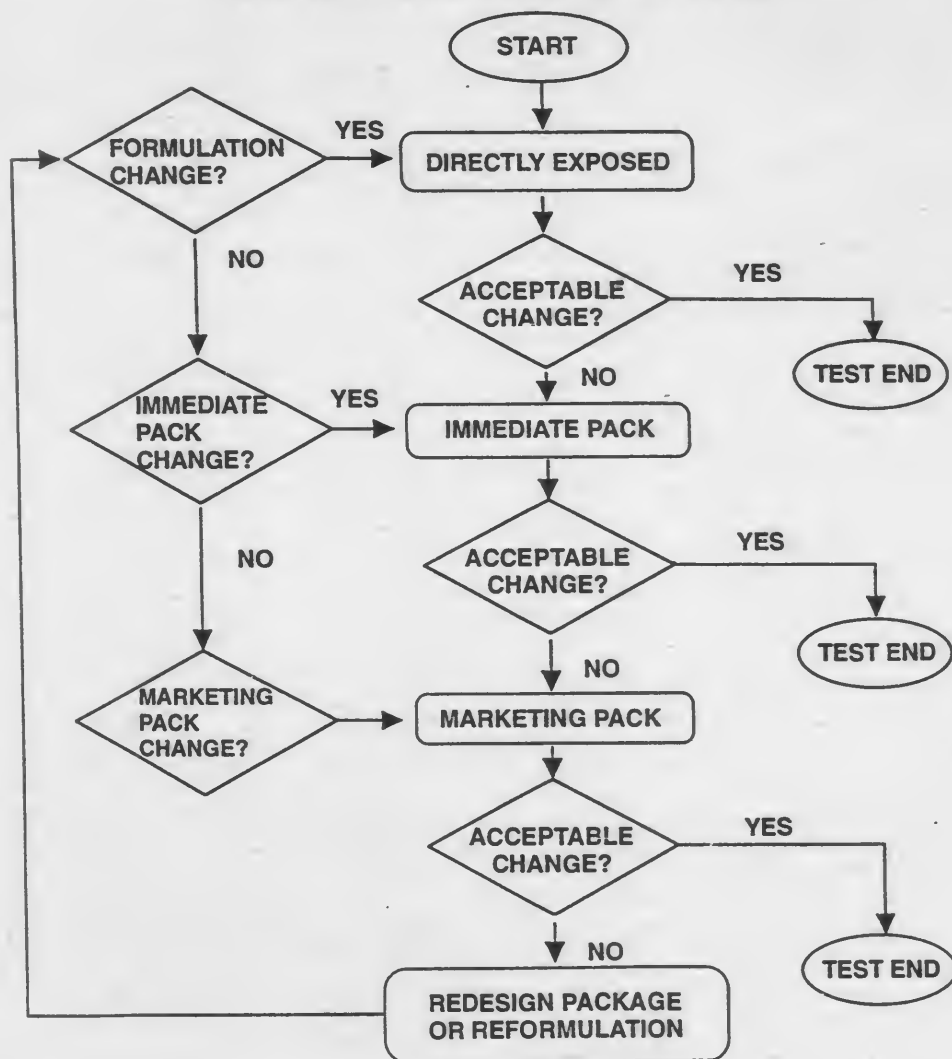 START
FORMULATION
CHANGE?
YES
DIRECTLY EXPOSED
NO
ACCEPTABLE
CHANGE?
YES
TEST END
NO
IMMEDIATE
PACK
CHANGE?
YES
IMMEDIATE PACK
NO
ACCEPTABLE
CHANGE?
YES
TEST END
NO
MARKETING
PACK
CHANGE?
MARKETING PACK
ACCEPTABLE
CHANGE?
YES
TEST END
NO
REDESIGN PACKAGE
OR REFORMULATION